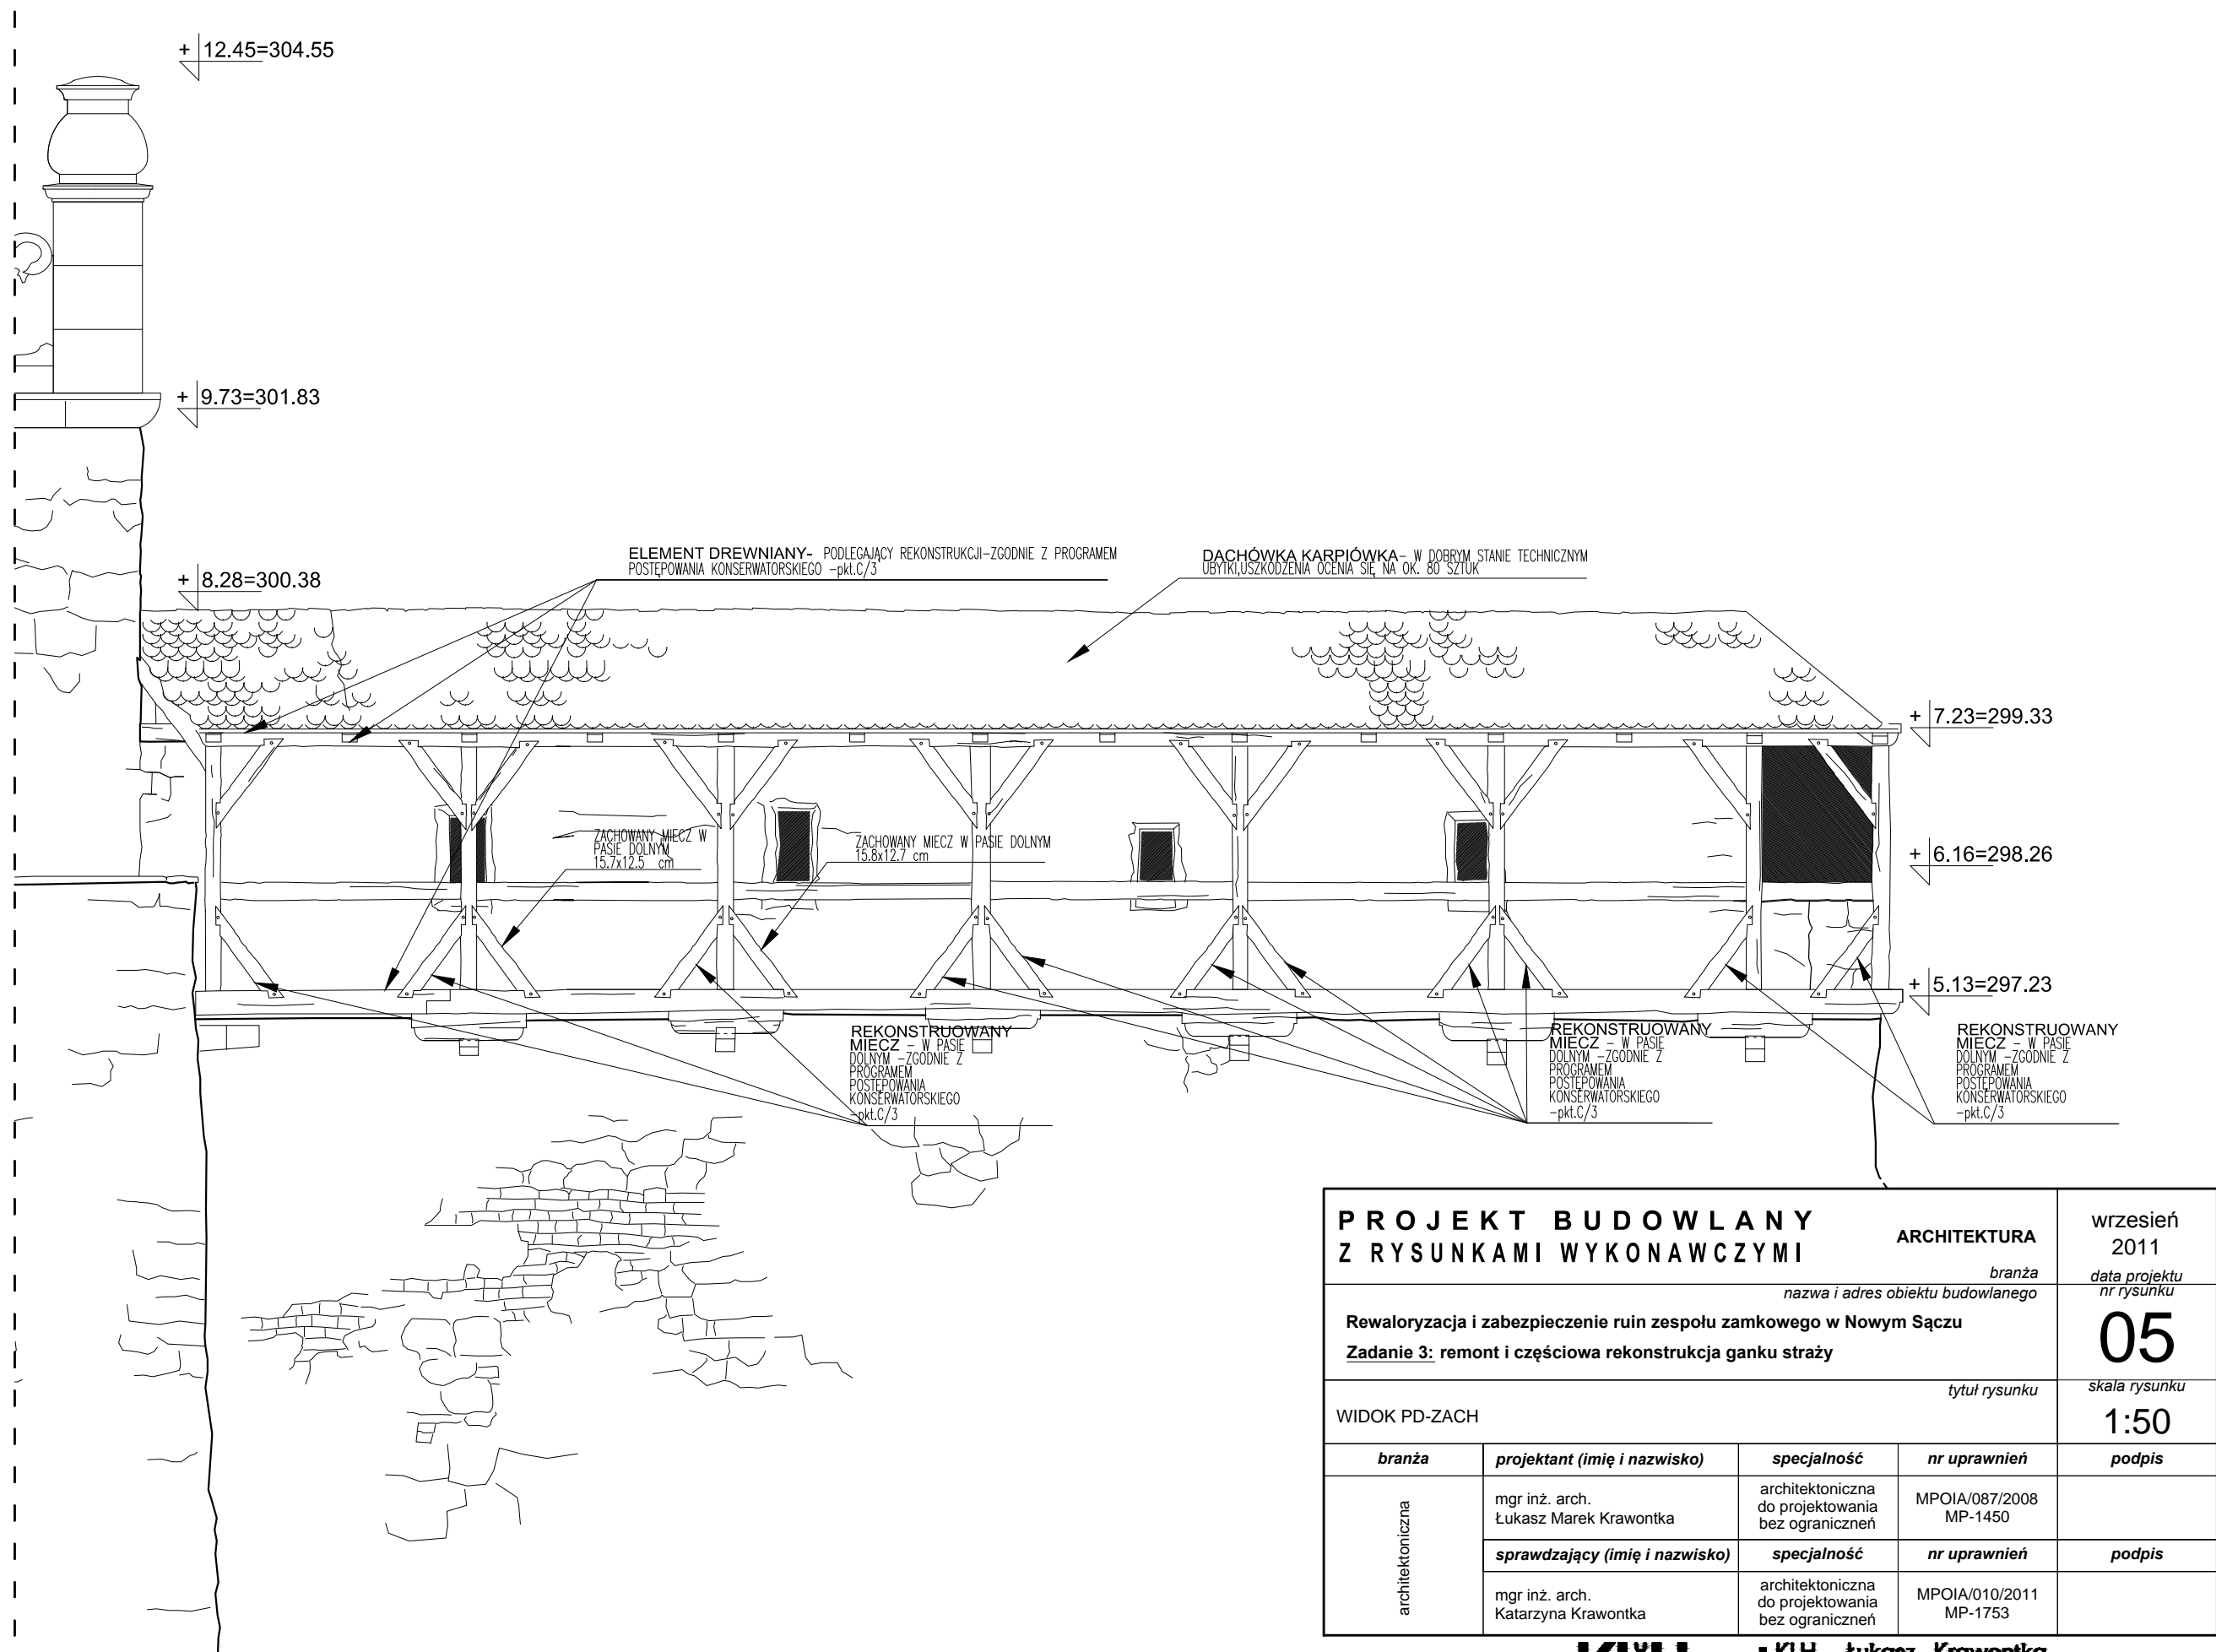 + 12.45=304.55
+ 9.73=301.83
+ 8.28=300.38
ELEMENT DREWNIANY- PODLEGAJĄCY REKONSTRUKCJI-ZGODNIE Z PROGRAMEM
POSTĘPOWANIA KONSERWATORSKIEGO -pkt.C/3
DACHÓWKA KARPIÓWKA- W DOBRYM STANIE TECHNICZNYM
UBYTKI,USZKODZENIA OCENIA SIĘ NA OK. 80 SZTUK
+ 7.23=299.33
ZACHOWANY MIECZ W
PASIE DOLNYM
15.7x12.5 cm
ZACHOWANY MIECZ W PASIE DOLNYM
15.8x12.7 cm
+ 6.16=298.26
+ 5.13=297.23
REKONSTRUOWANY
MIECZ - W PASIE
DOLNYM -ZGODNIE Z
PROGRAMEM
POSTĘPOWANIA
KONSERWATORSKIEGO
-pkt.C/3
REKONSTRUOWANY
MIECZ - W PASIE
DOLNYM -ZGODNIE Z
PROGRAMEM
POSTĘPOWANIA
KONSERWATORSKIEGO
-pkt.C/3
REKONSTRUOWANY
MIECZ - W PASIE
DOLNYM -ZGODNIE Z
PROGRAMEM
POSTĘPOWANIA
KONSERWATORSKIEGO
-pkt.C/3
PROJEKT BUDOWLANY
Z RYSUNKAMI WYKONAWCZYMI
ARCHITEKTURA
branża
wrzesień
2011
data projektu
nazwa i adres obiektu budowlanego
Rewaloryzacja i zabezpieczenie ruin zespołu zamkowego w Nowym Sączu
Zadanie 3: remont i częściowa rekonstrukcja ganku straży
nr rysunku
05
tytuł rysunku
WIDOK PD-ZACH
skala rysunku
1:50
branża projektant (imię i nazwisko) specjalność nr uprawnień podpis
architektoniczna
mgr inż. arch.
Łukasz Marek Krawontka
architektoniczna
do projektowania
bez ograniczneń
MPOIA/087/2008
MP-1450
sprawdzający (imię i nazwisko) specjalność nr uprawnień podpis
mgr inż. arch.
Katarzyna Krawontka
architektoniczna
do projektowania
bez ograniczneń
MPOIA/010/2011
MP-1753
Łukasz Krawontka